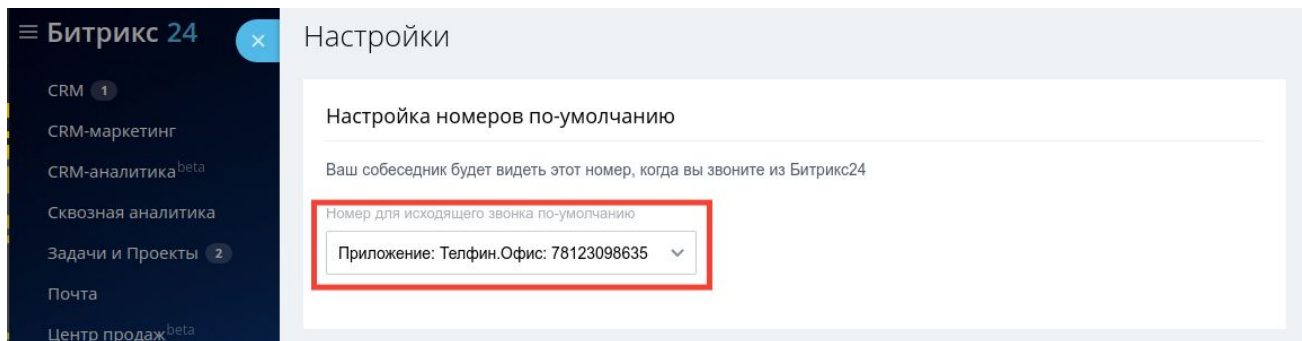 Битрикс 24
CRM 1
CRM-маркетинг
CRM-аналитика beta
Сквозная аналитика
Задачи и Проекты 2
Почта
Центр продаж beta
Настройки
Настройка номеров по-умолчанию
Ваш собеседник будет видеть этот номер, когда вы звоните из Битрикс24
Номер для исходящего звонка по-умолчанию
Приложение: Телфин.Офис: 78123098635